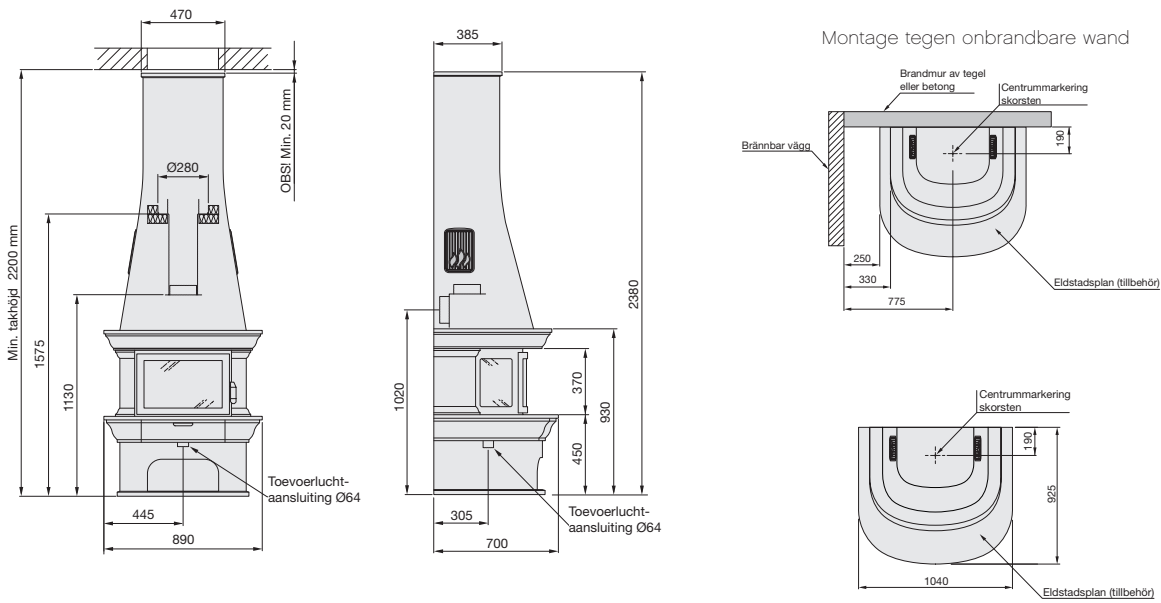 470
OBS! Min. 20 mm
Ø280
Min. takhöjd 2200 mm
1575
1130
Toevoerlucht-
aansluiting Ø64
445
890
385
2380
1020
370
930
450
Toevoerlucht-
aansluiting Ø64
305
700
Montage tegen onbrandbare wand
Brandmur av tegel
eller betong
Centrummarkering
skorsten
190
Brännbar vägg
250
330
775
Eldstadsplan (tillbehör)
Centrummarkering
skorsten
190
925
1040
Eldstadsplan (tillbehör)